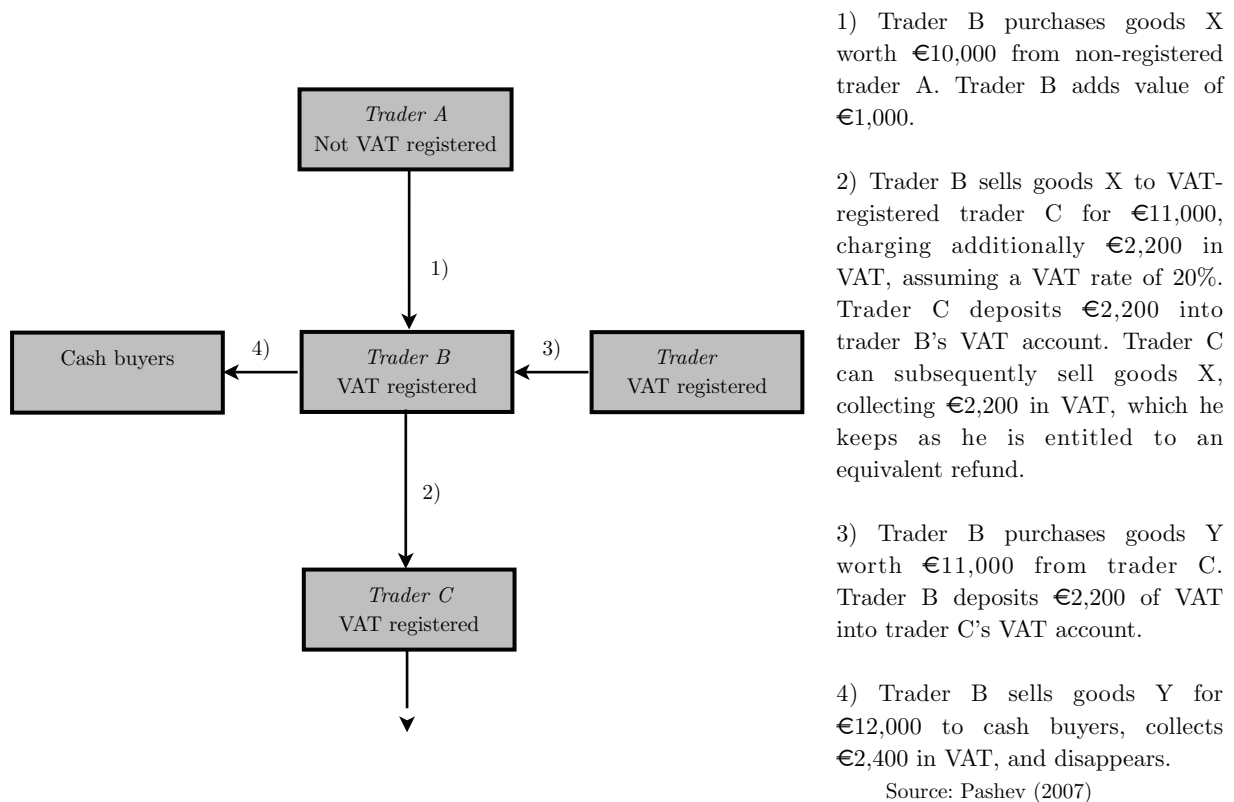 Trader A
Not VAT registered
1)
Cash buyers
4)
Trader B
VAT registered
3)
Trader
VAT registered
2)
Trader C
VAT registered
1) Trader B purchases goods X
worth €10,000 from non-registered
trader A. Trader B adds value of
€1,000.
2) Trader B sells goods X to VAT-
registered trader C for €11,000,
charging additionally €2,200 in
VAT, assuming a VAT rate of 20%.
Trader C deposits €2,200 into
trader B's VAT account. Trader C
can subsequently sell goods X,
collecting €2,200 in VAT, which he
keeps as he is entitled to an
equivalent refund.
3) Trader B purchases goods Y
worth €11,000 from trader C.
Trader B deposits €2,200 of VAT
into trader C's VAT account.
4) Trader B sells goods Y for
€12,000 to cash buyers, collects
€2,400 in VAT, and disappears.
Source: Pashev (2007)